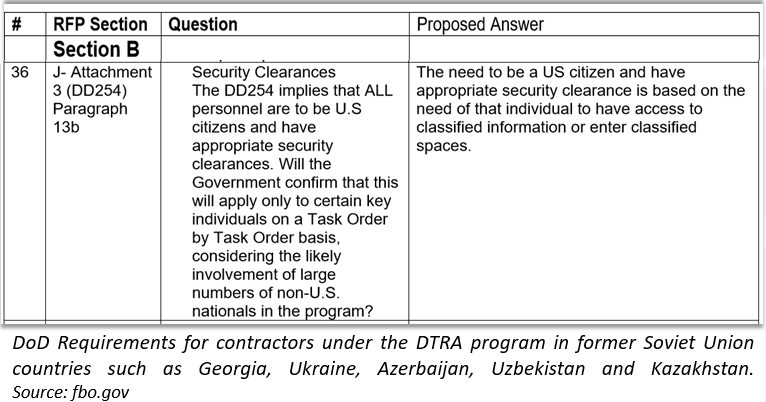 # RFP Section Question Proposed Answer
Section B
36 J- Attachment 3 (DD254) Paragraph 13b
Security Clearances
The DD254 implies that ALL
personnel are to be U.S
citizens and have
appropriate security
clearances. Will the
Government confirm that this
will apply only to certain key
individuals on a Task Order
by Task Order basis,
considering the likely
involvement of large
numbers of non-U.S.
nationals in the program?
The need to be a US citizen and have
appropriate security clearance is based on the
need of that individual to have access to
classified information or enter classified
spaces.
DoD Requirements for contractors under the DTRA program in former Soviet Union
countries such as Georgia, Ukraine, Azerbaijan, Uzbekistan and Kazakhstan.
Source: fbo.gov